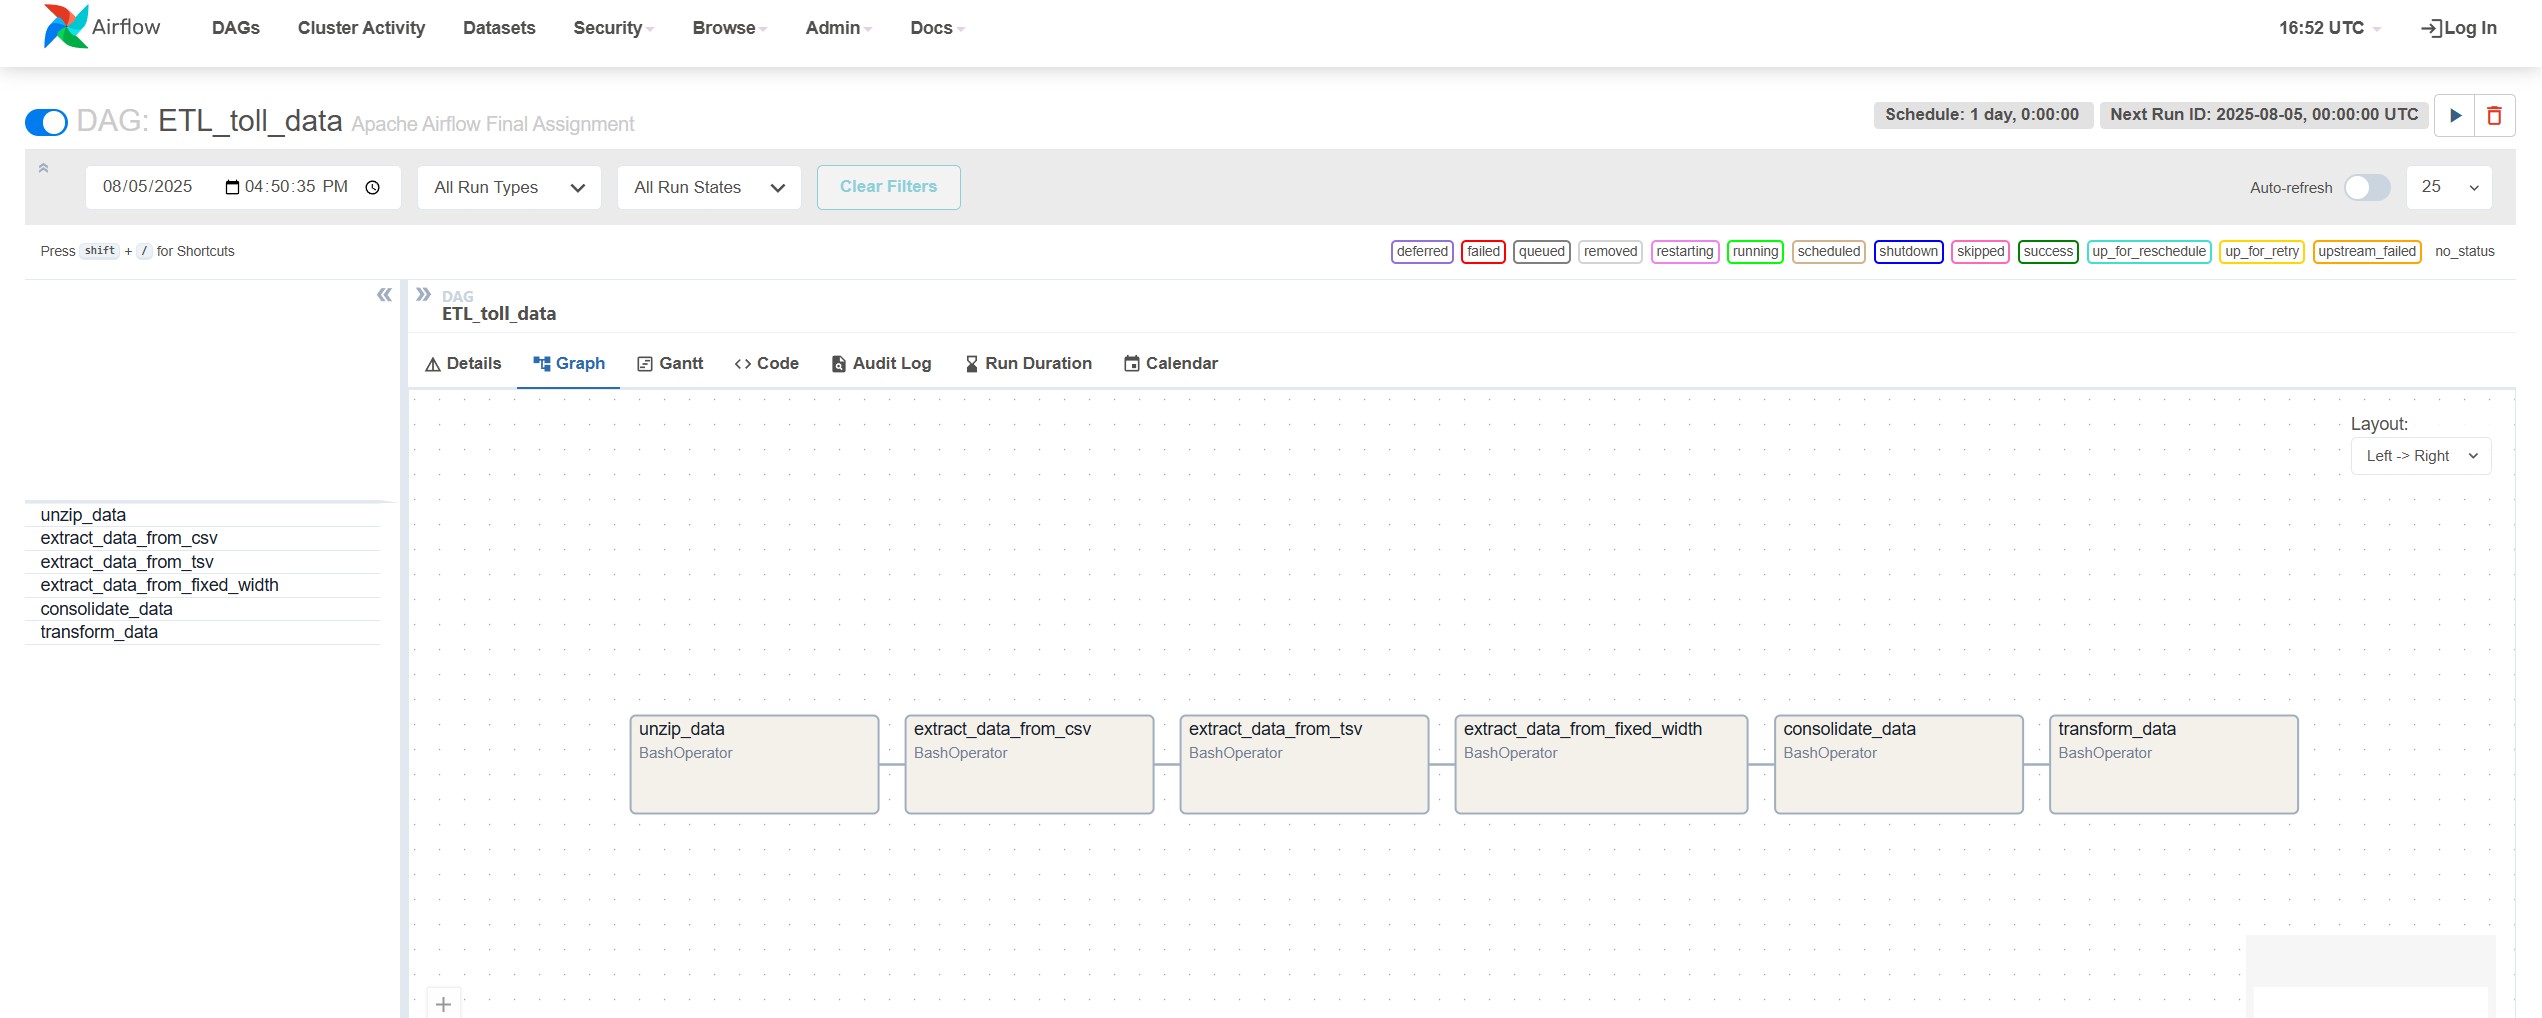 Airflow DAGs Cluster Activity Datasets Security Browse Admin Docs 16:52 UTC Log In
DAG: ETL_toll_data Apache Airflow Final Assignment Schedule: 1 day, 0:00:00 Next Run ID: 2025-08-05, 00:00:00 UTC
08/05/2025 04:50:35 PM All Run Types All Run States Clear Filters Auto-refresh 25
Press shift + / for Shortcuts deferred failed queued removed restarting running scheduled shutdown skipped success up_for_reschedule up_for_retry upstream_failed no_status
DAG
ETL_toll_data
Details Graph Gantt Code Audit Log Run Duration Calendar
Layout:
Left -> Right
unzip_data
extract_data_from_csv
extract_data_from_tsv
extract_data_from_fixed_width
consolidate_data
transform_data
unzip_data
BashOperator
extract_data_from_csv
BashOperator
extract_data_from_tsv
BashOperator
extract_data_from_fixed_width
BashOperator
consolidate_data
BashOperator
transform_data
BashOperator